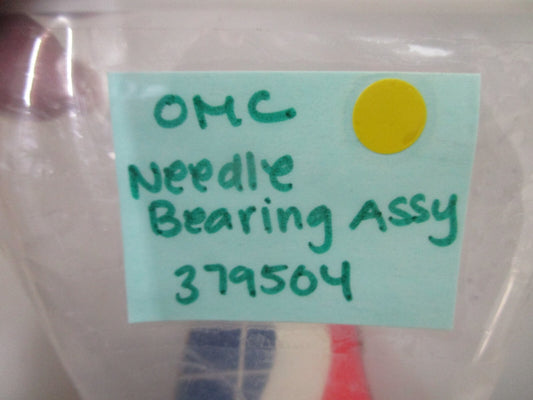 OMC
Needle
Bearing Assy
379504